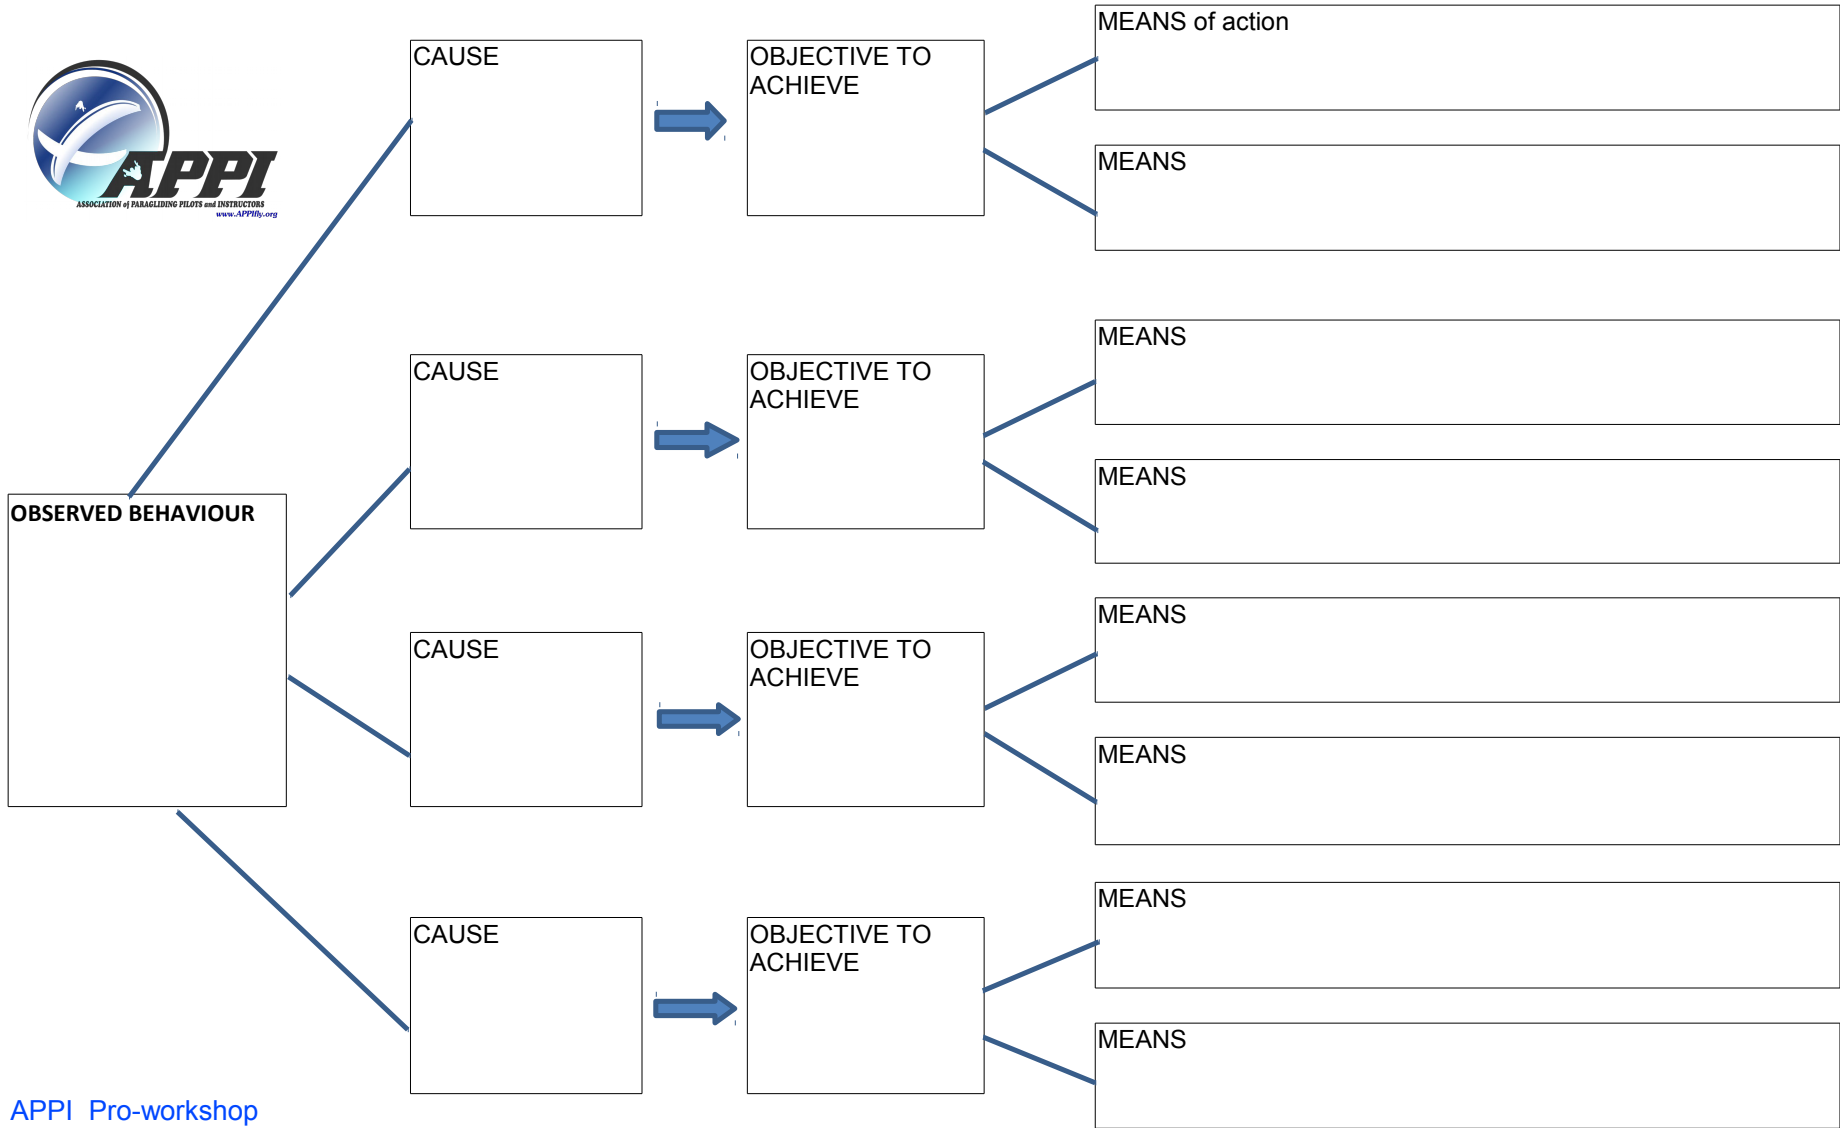 MEANS of action
CAUSE
OBJECTIVE TO
ACHIEVE
APPI
ASSOCIATION of PARAGLIDING PILOTS and INSTRUCTORS
www.APPIfly.org
MEANS
MEANS
CAUSE
OBJECTIVE TO
ACHIEVE
MEANS
OBSERVED BEHAVIOUR
MEANS
CAUSE
OBJECTIVE TO
ACHIEVE
MEANS
MEANS
CAUSE
OBJECTIVE TO
ACHIEVE
MEANS
APPI Pro-workshop